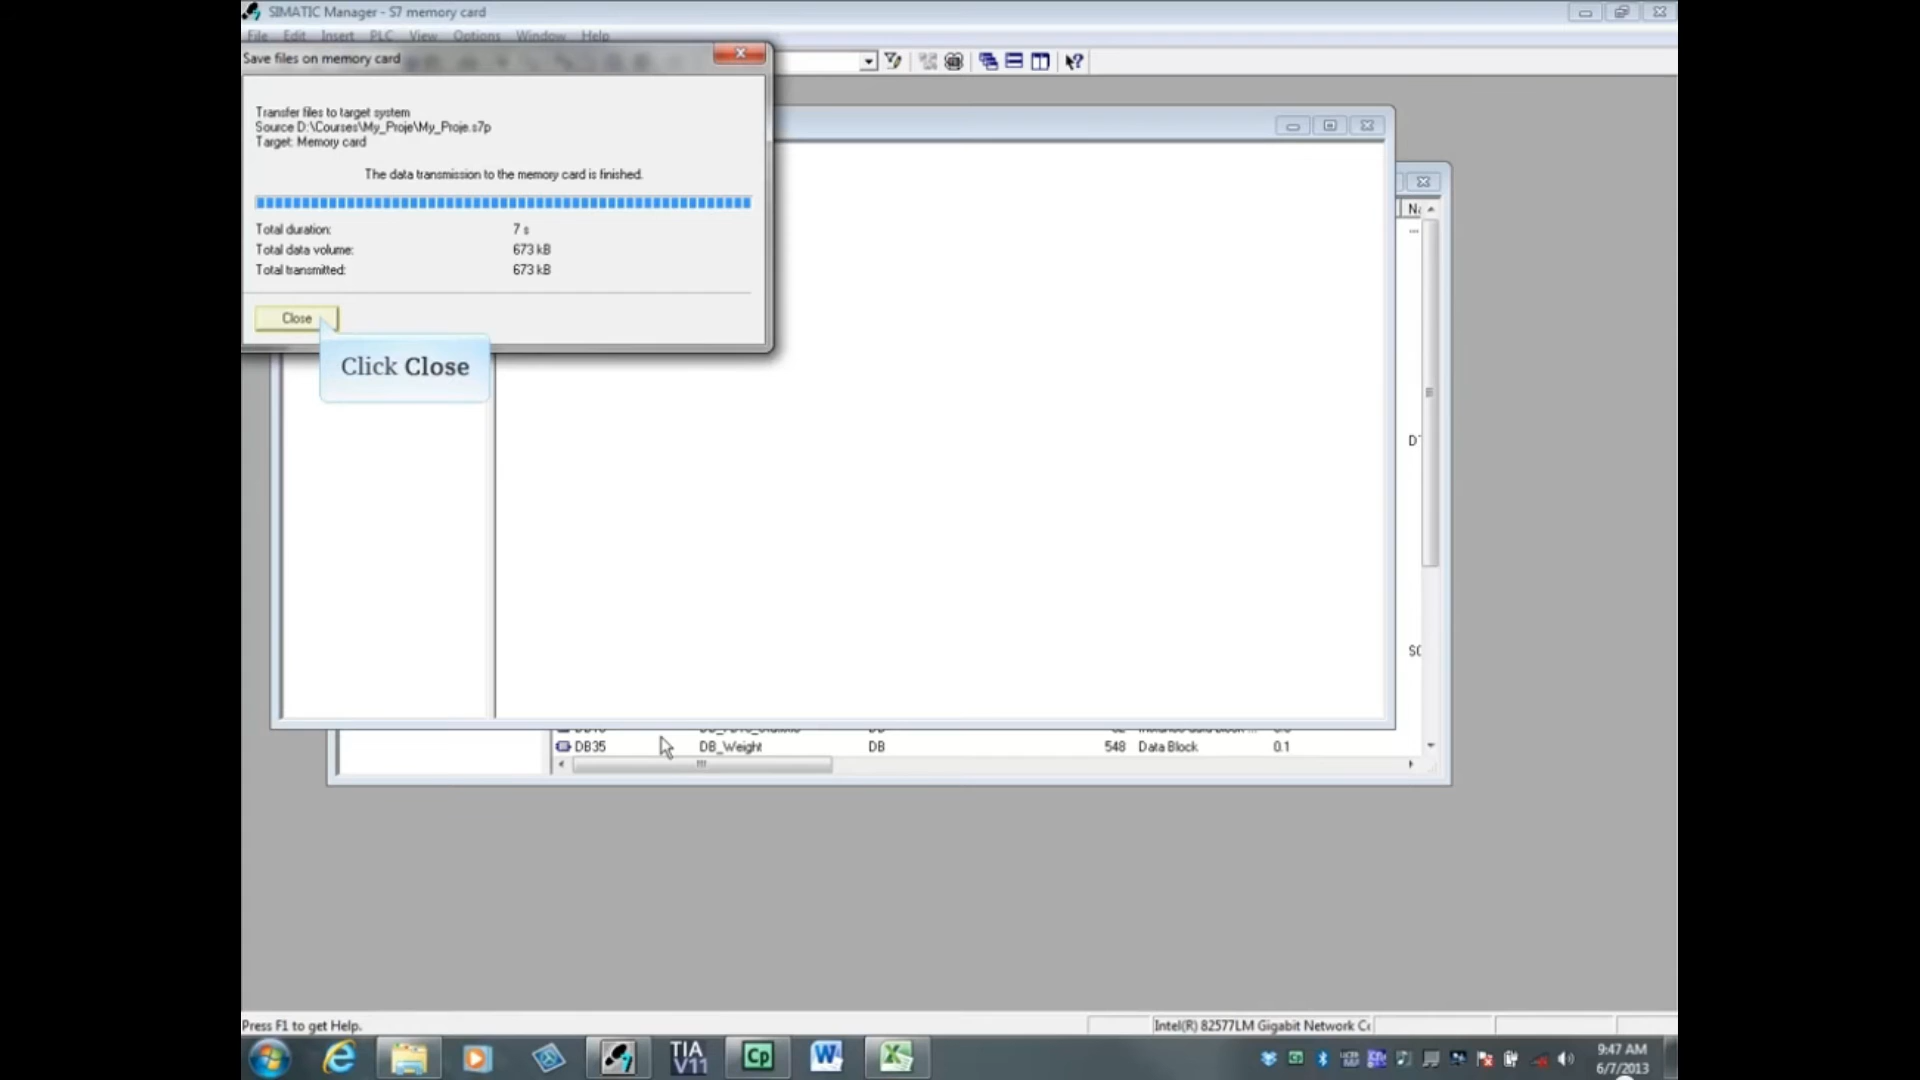 SIMATIC Manager - S7 memory card
File Edit Insert PLC View Options Window Help
Save files on memory card
Transfer files to target system
Source D:\Courses\My_Proje\My_Proje.s7p
Target: Memory card
The data transmission to the memory card is finished.
Total duration: 7 s
Total data volume: 673 kB
Total transmitted: 673 kB
Close
Click Close
DB35 DB_Weight DB 548 Data Block 0.1
Press F1 to get Help.
Intel(R) 82577LM Gigabit Network
TIA V11
Cp
9:47 AM
6/7/2013